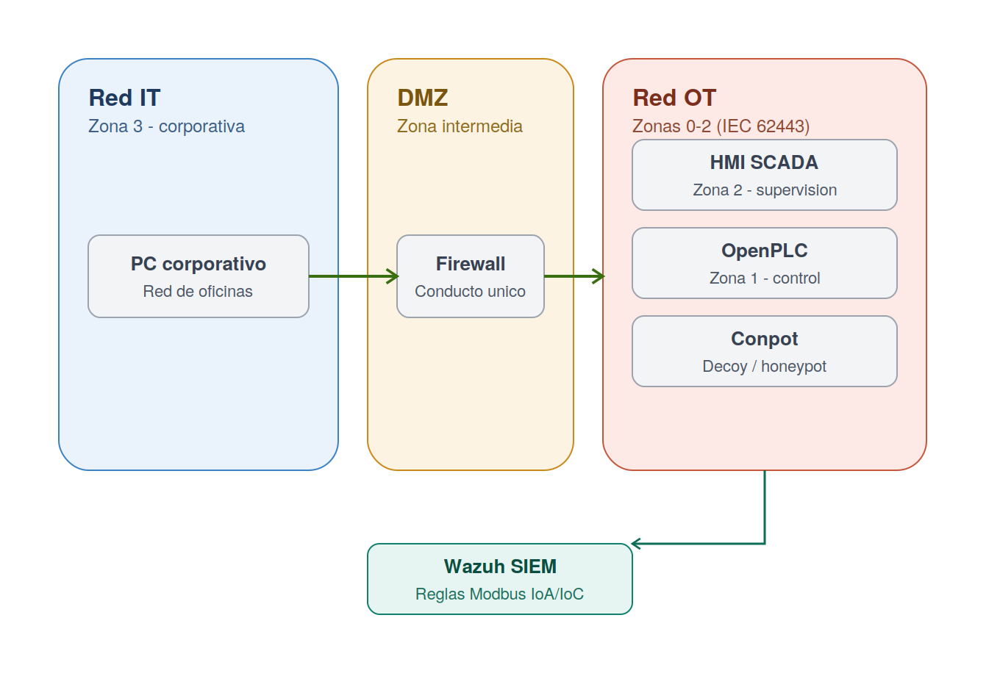 Red IT
Zona 3 - corporativa
PC corporativo
Red de oficinas
DMZ
Zona intermedia
Firewall
Conducto unico
Red OT
Zonas 0-2 (IEC 62443)
HMI SCADA
Zona 2 - supervision
OpenPLC
Zona 1 - control
Conpot
Decoy / honeypot
Wazuh SIEM
Reglas Modbus IoA/IoC